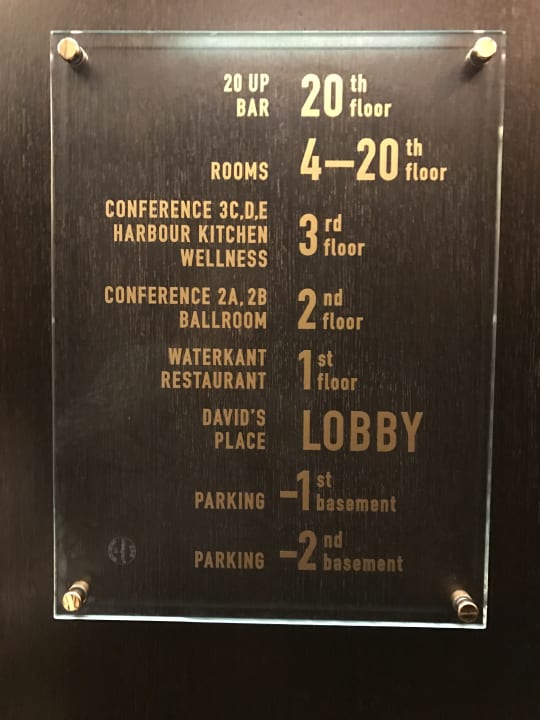 20 UP
BAR
20th floor
ROOMS
4–20th floor
CONFERENCE 3C,D,E
HARBOUR KITCHEN
WELLNESS
3rd floor
CONFERENCE 2A, 2B
BALLROOM
2nd floor
WATERKANT
RESTAURANT
1st floor
DAVID'S
PLACE
LOBBY
PARKING
–1st basement
PARKING
–2nd basement